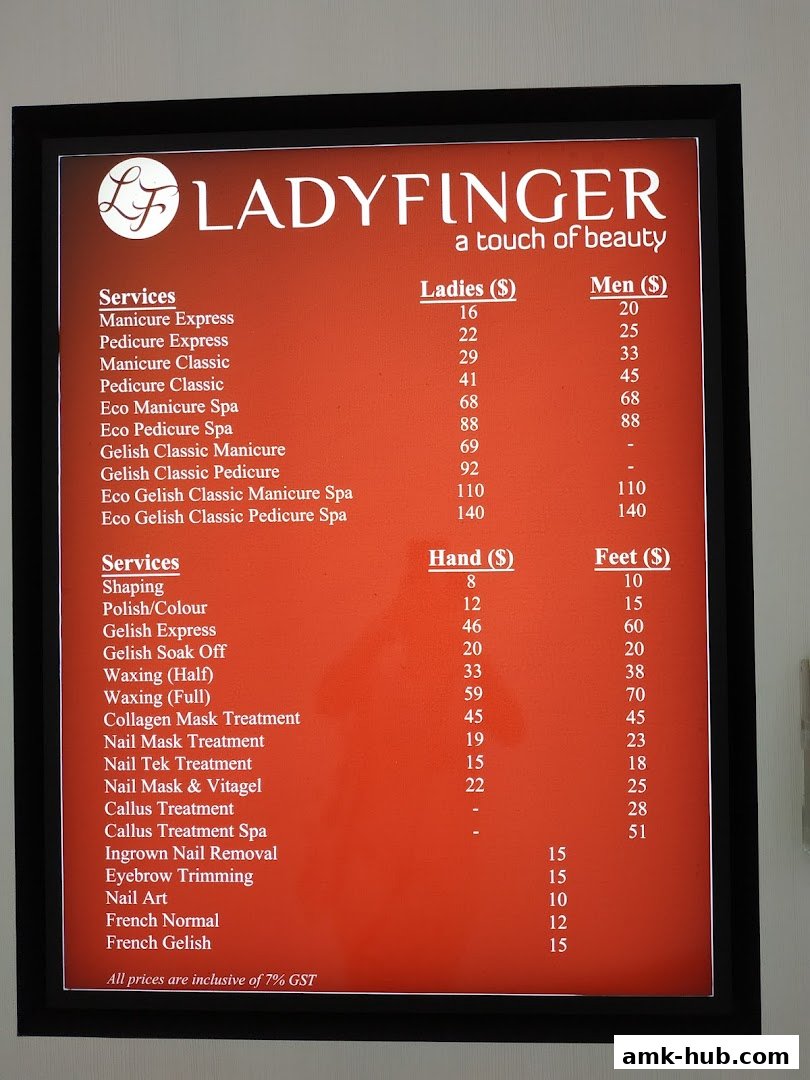 LF LADYFINGER
a touch of beauty
Services Ladies ($) Men ($)
Manicure Express 16 20
Pedicure Express 22 25
Manicure Classic 29 33
Pedicure Classic 41 45
Eco Manicure Spa 68 68
Eco Pedicure Spa 88 88
Gelish Classic Manicure 69 -
Gelish Classic Pedicure 92 -
Eco Gelish Classic Manicure Spa 110 110
Eco Gelish Classic Pedicure Spa 140 140
Services Hand ($) Feet ($)
Shaping 8 10
Polish/Colour 12 15
Gelish Express 46 60
Gelish Soak Off 20 20
Waxing (Half) 33 38
Waxing (Full) 59 70
Collagen Mask Treatment 45 45
Nail Mask Treatment 19 23
Nail Tek Treatment 15 18
Nail Mask & Vitagel 22 25
Callus Treatment - 28
Callus Treatment Spa - 51
Ingrown Nail Removal 15
Eyebrow Trimming 15
Nail Art 10
French Normal 12
French Gelish 15
All prices are inclusive of 7% GST
amk-hub.com